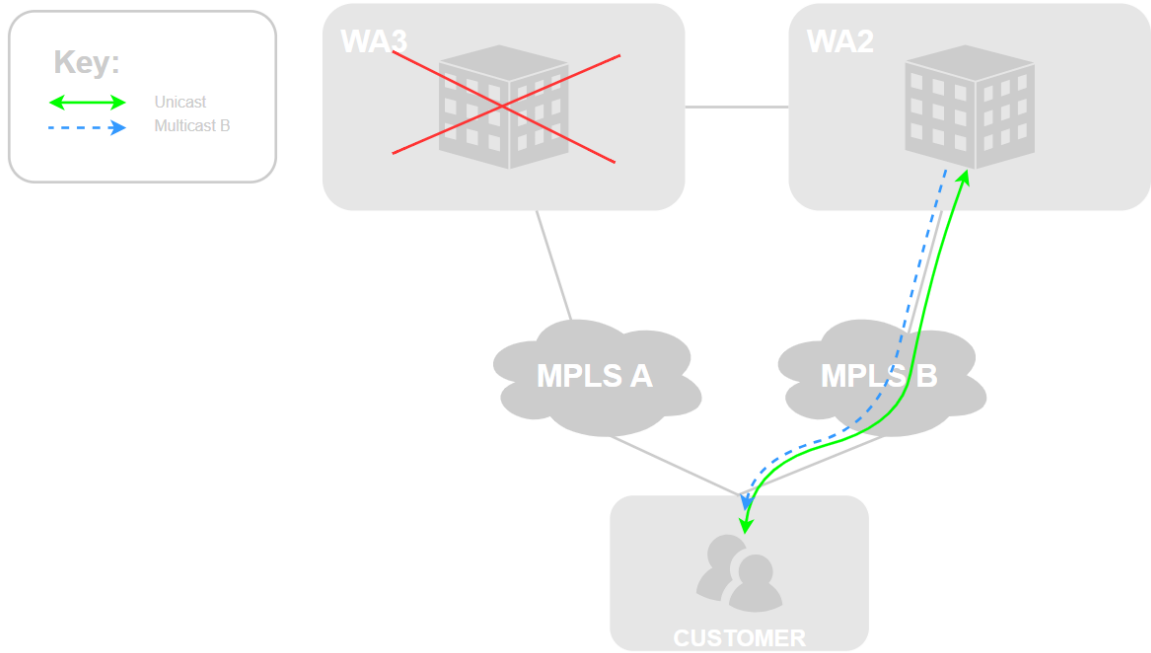 Key:
Unicast
Multicast B
WA3
WA2
MPLS A
MPLS B
CUSTOMER